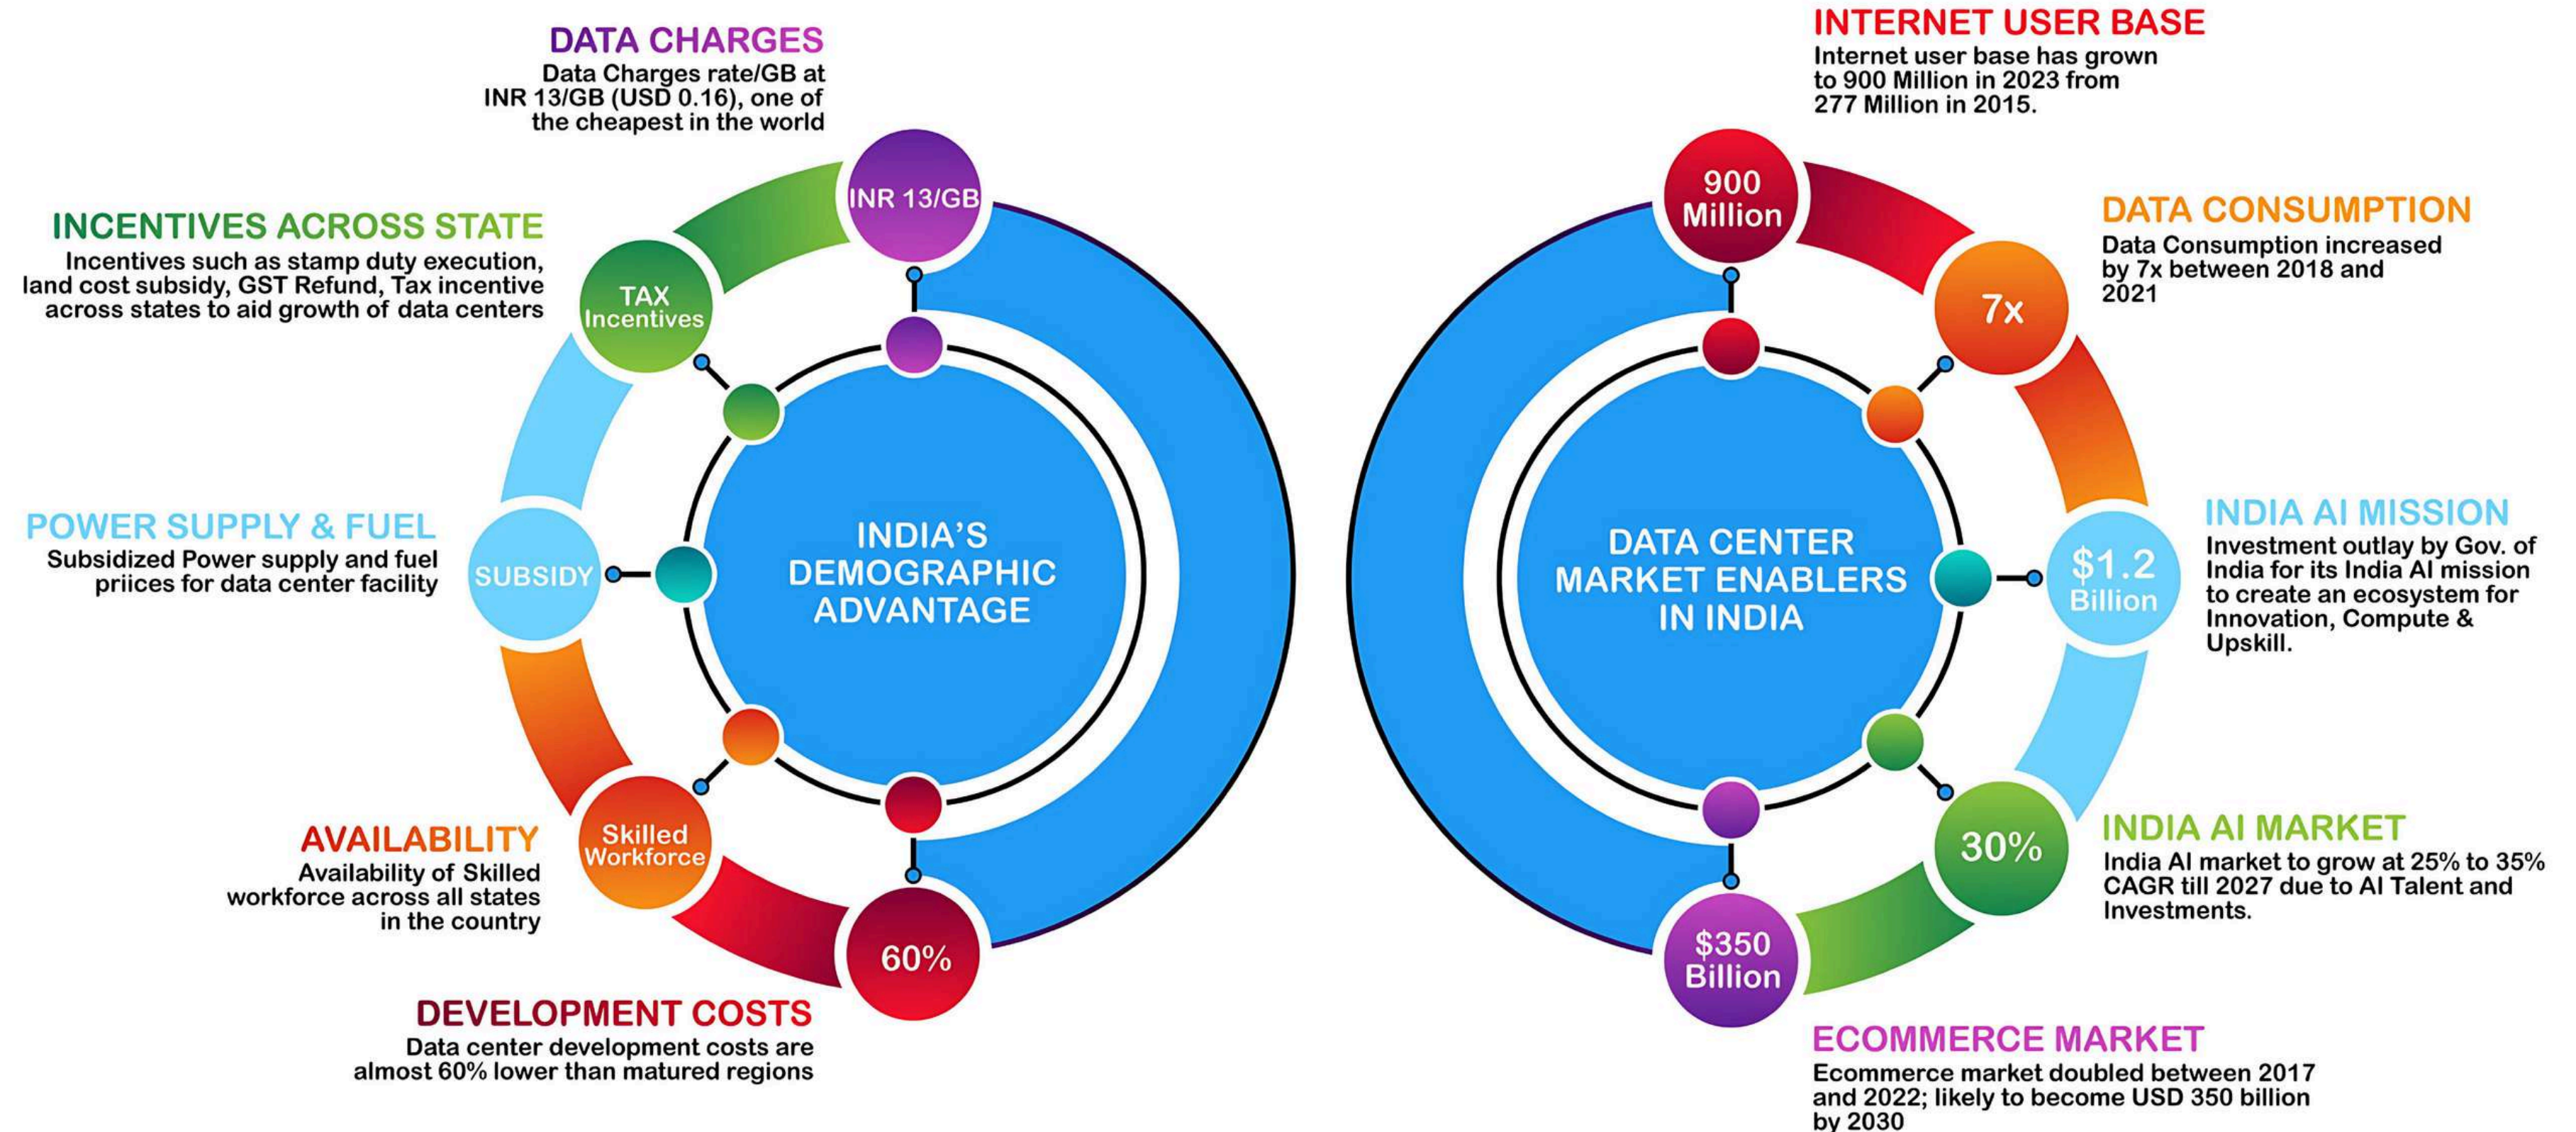 DATA CHARGES
Data Charges rate/GB at
INR 13/GB (USD 0.16), one of
the cheapest in the world
INR 13/GB
INCENTIVES ACROSS STATE
Incentives such as stamp duty execution,
land cost subsidy, GST Refund, Tax incentive
across states to aid growth of data centers
TAX
Incentives
POWER SUPPLY & FUEL
Subsidized Power supply and fuel
priices for data center facility
SUBSIDY
INDIA'S
DEMOGRAPHIC
ADVANTAGE
AVAILABILITY
Availability of Skilled
workforce across all states
in the country
Skilled
Workforce
DEVELOPMENT COSTS
Data center development costs are
almost 60% lower than matured regions
60%
INTERNET USER BASE
Internet user base has grown
to 900 Million in 2023 from
277 Million in 2015.
900
Million
DATA CONSUMPTION
Data Consumption increased
by 7x between 2018 and
2021
7x
DATA CENTER
MARKET ENABLERS
IN INDIA
INDIA AI MISSION
Investment outlay by Gov. of
India for its India AI mission
to create an ecosystem for
Innovation, Compute &
Upskill.
$1.2
Billion
INDIA AI MARKET
India AI market to grow at 25% to 35%
CAGR till 2027 due to AI Talent and
Investments.
30%
$350
Billion
ECOMMERCE MARKET
Ecommerce market doubled between 2017
and 2022; likely to become USD 350 billion
by 2030